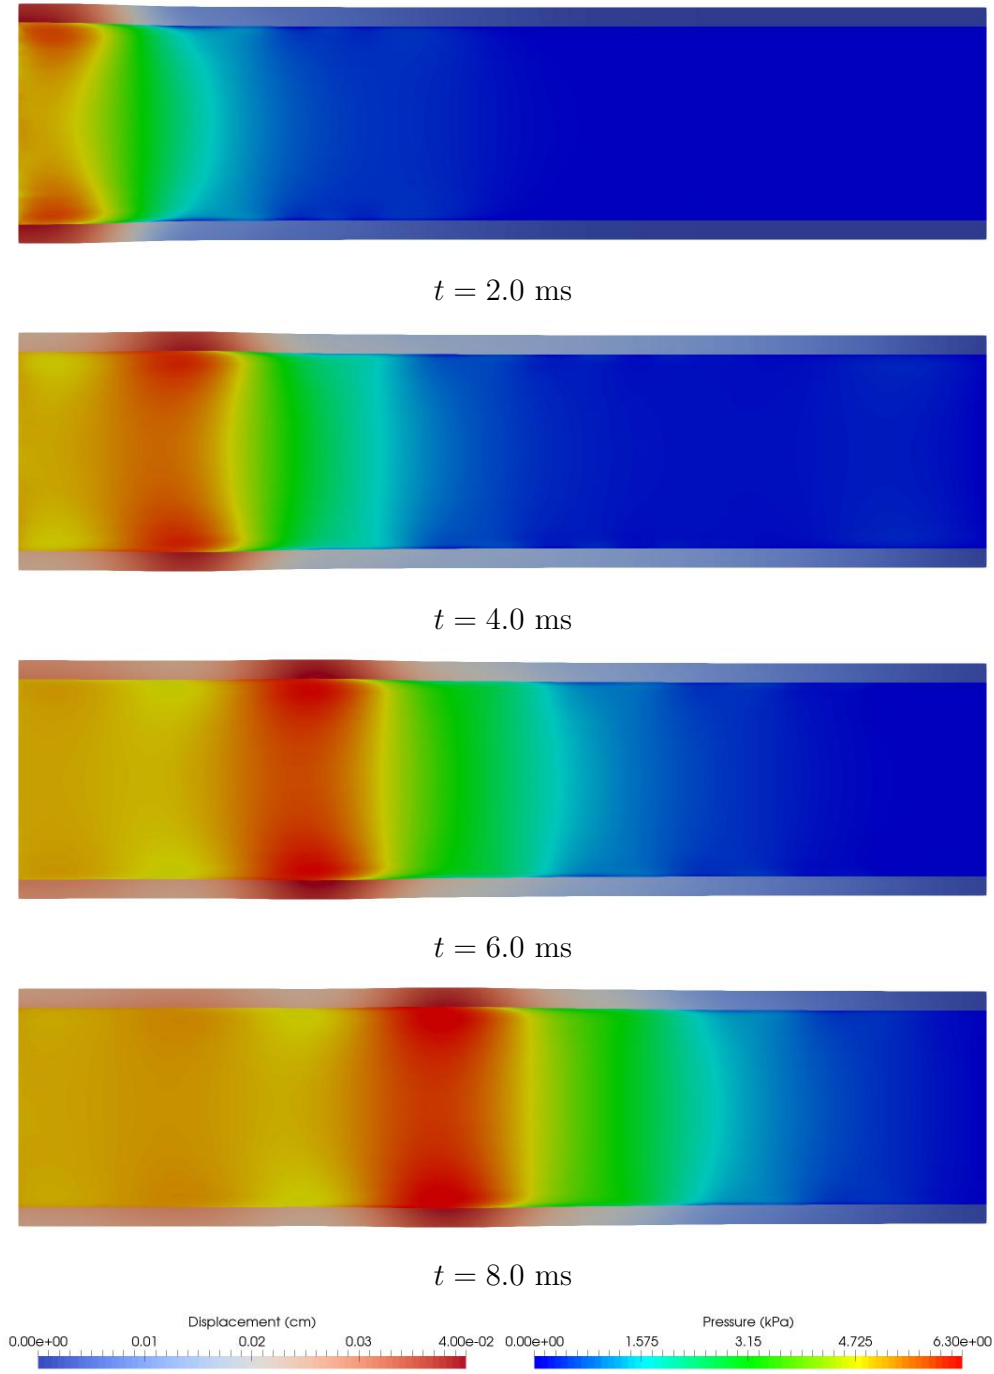 t = 2.0 ms
t = 4.0 ms
t = 6.0 ms
t = 8.0 ms
Displacement (cm) Pressure (kPa)
0.00e+00 0.01 0.02 0.03 4.00e-02 0.00e+00 1.575 3.15 4.725 6.30e+00